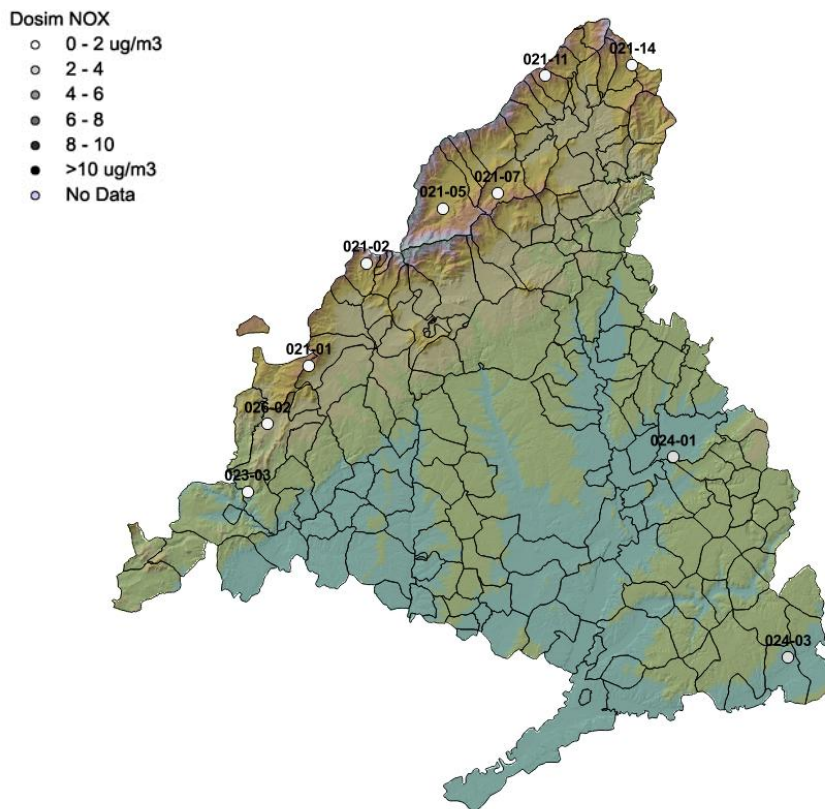 Dosim NOX
0 - 2 ug/m3
2 - 4
4 - 6
6 - 8
8 - 10
>10 ug/m3
No Data
021-11
021-14
021-05
021-07
021-02
021-01
026-02
024-01
023-03
024-03